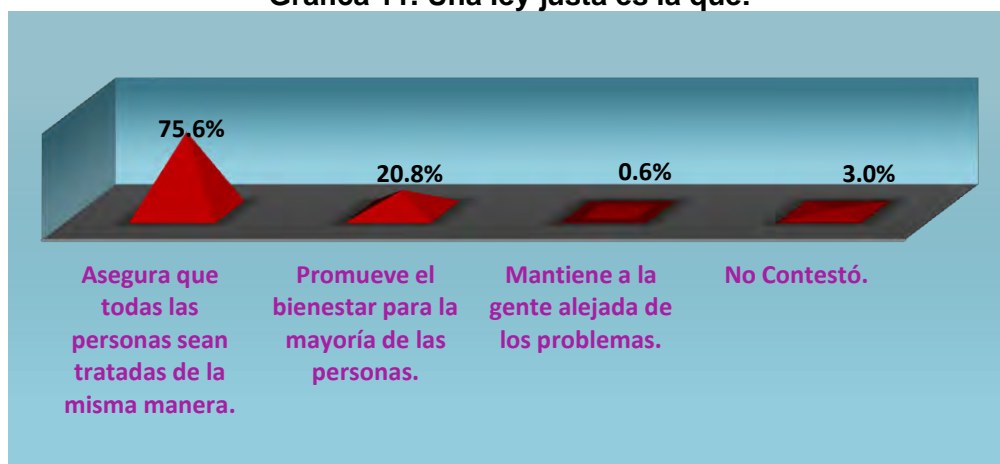 Gráfica 11. Una ley justa es la que:
75.6%
20.8%
0.6%
3.0%
Asegura que
todas las
personas sean
tratadas de la
misma manera.
Promueve el
bienestar para la
mayoría de las
personas.
Mantiene a la
gente alejada de
los problemas.
No Contestó.